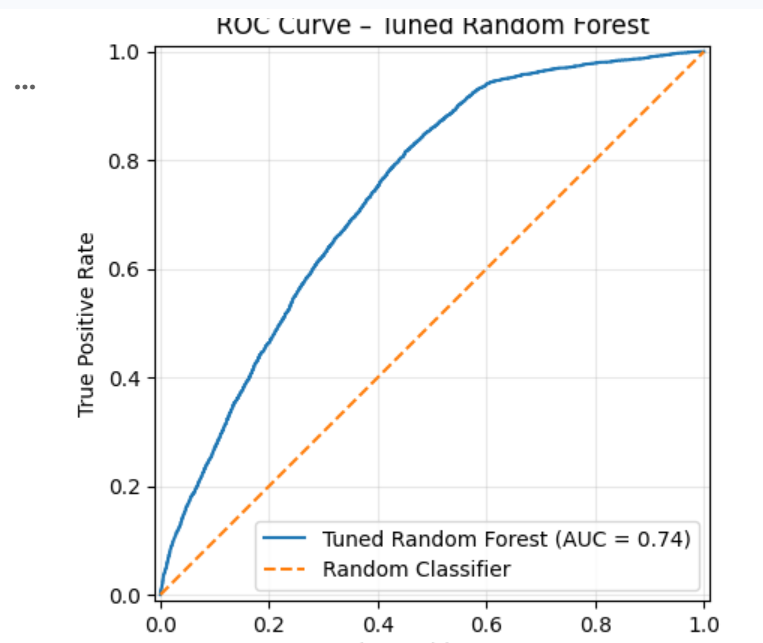 ROC Curve – Tuned Random Forest
1.0
0.8
0.6
0.4
0.2
0.0
True Positive Rate
Tuned Random Forest (AUC = 0.74)
Random Classifier
0.0 0.2 0.4 0.6 0.8 1.0